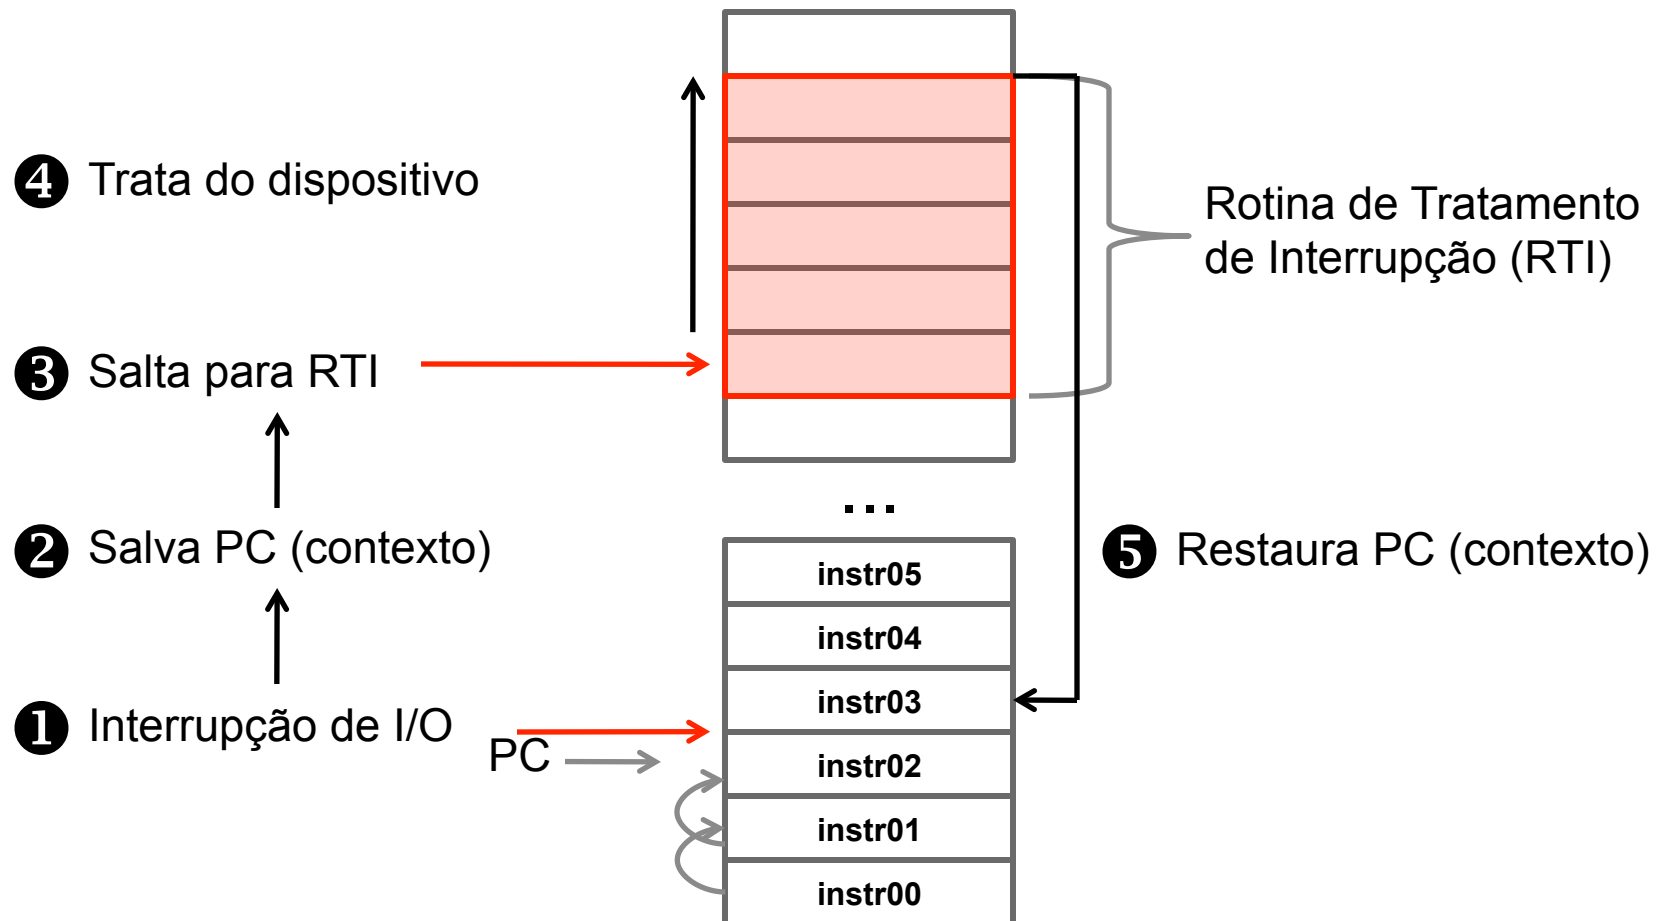 ❹ Trata do dispositivo
Rotina de Tratamento
de Interrupção (RTI)
❸ Salta para RTI
...
❷ Salva PC (contexto)
❺ Restaura PC (contexto)
instr05
instr04
instr03
❶ Interrupção de I/O
PC
instr02
instr01
instr00